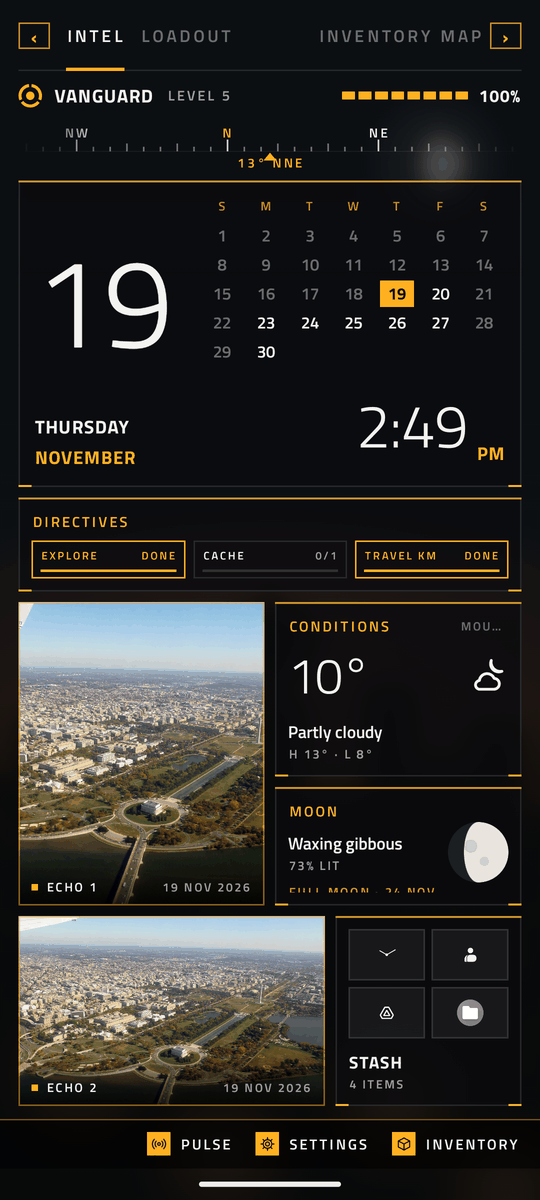 ‹ INTEL LOADOUT INVENTORY MAP ›
VANGUARD LEVEL 5 100%
NW N NE
13° NNE
S M T W T F S
1 2 3 4 5 6 7
8 9 10 11 12 13 14
15 16 17 18 19 20 21
22 23 24 25 26 27 28
29 30
19
THURSDAY
NOVEMBER
2:49 PM
DIRECTIVES
EXPLORE DONE
CACHE 0/1
TRAVEL KM DONE
ECHO 1 19 NOV 2026
CONDITIONS MOU...
10°
Partly cloudy
H 13° · L 8°
MOON
Waxing gibbous
73% LIT
FULL MOON · 24 NOV
ECHO 2 19 NOV 2026
STASH
4 ITEMS
PULSE SETTINGS INVENTORY